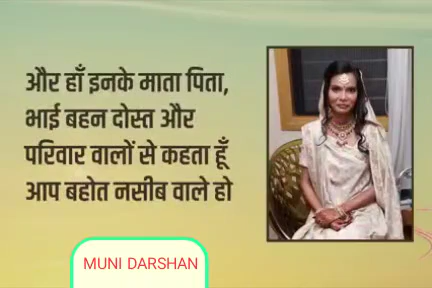 और हाँ इनके माता पिता,
भाई बहन दोस्त और
परिवार वालों से कहता हूँ
आप बहोत नसीब वाले हो
MUNI DARSHAN